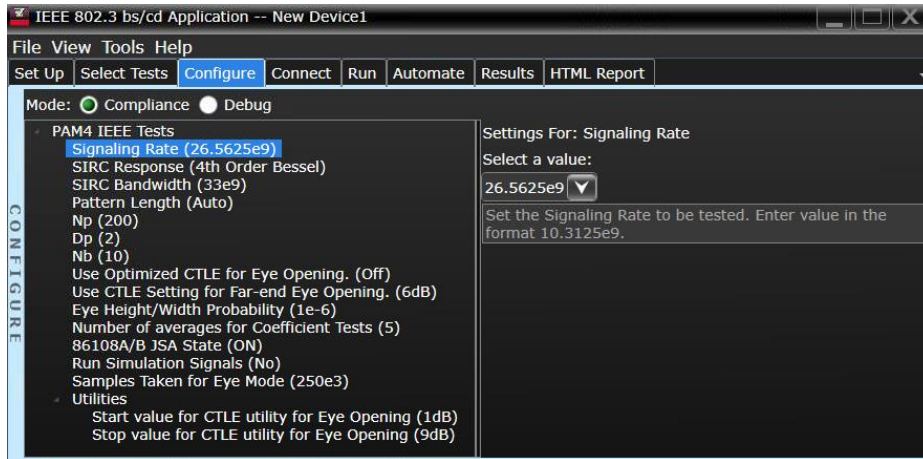 IEEE 802.3 bs/cd Application -- New Device1
File View Tools Help
Set Up Select Tests Configure Connect Run Automate Results HTML Report
Mode: Compliance Debug
CONFIGURE
PAM4 IEEE Tests
Signaling Rate (26.5625e9)
SIRC Response (4th Order Bessel)
SIRC Bandwidth (33e9)
Pattern Length (Auto)
Np (200)
Dp (2)
Nb (10)
Use Optimized CTLE for Eye Opening. (Off)
Use CTLE Setting for Far-end Eye Opening. (6dB)
Eye Height/Width Probability (1e-6)
Number of averages for Coefficient Tests (5)
86108A/B JSA State (ON)
Run Simulation Signals (No)
Samples Taken for Eye Mode (250e3)
Utilities
Start value for CTLE utility for Eye Opening (1dB)
Stop value for CTLE utility for Eye Opening (9dB)
Settings For: Signaling Rate
Select a value:
26.5625e9
Set the Signaling Rate to be tested. Enter value in the
format 10.3125e9.